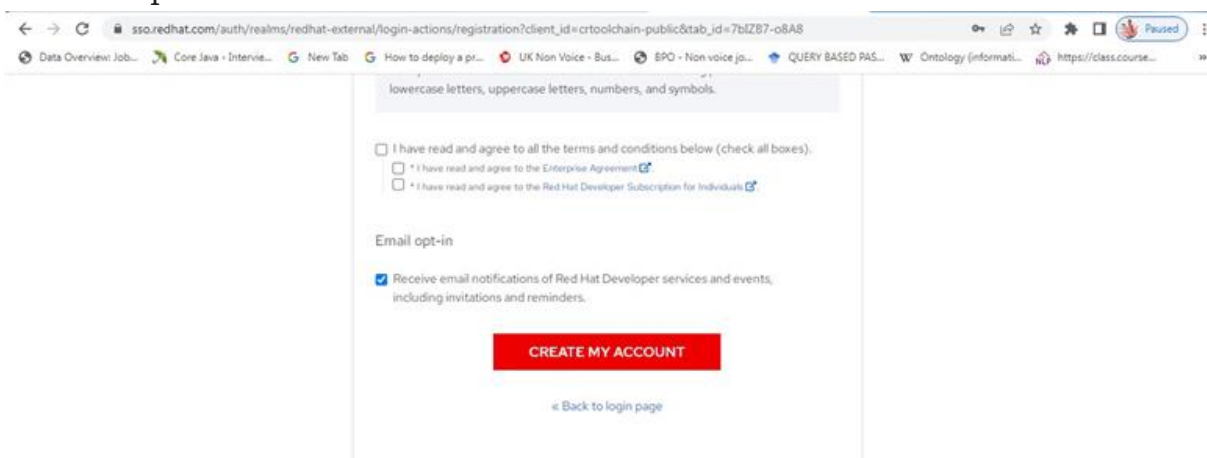 sso.redhat.com/auth/realms/redhat-external/login-actions/registration?client_id=crtoolchain-public&tab_id=7bIZB7-o8A8
Paused
Data Overview: Job... Core Java - Intervie... New Tab How to deploy a pr... UK Non Voice - Bus... BPO - Non voice jo... QUERY BASED PAS... W Ontology (informati... https://class.course... »
lowercase letters, uppercase letters, numbers, and symbols.
I have read and agree to all the terms and conditions below (check all boxes).
* I have read and agree to the Enterprise Agreement.
* I have read and agree to the Red Hat Developer Subscription for Individuals.
Email opt-in
Receive email notifications of Red Hat Developer services and events,
including invitations and reminders.
CREATE MY ACCOUNT
« Back to login page